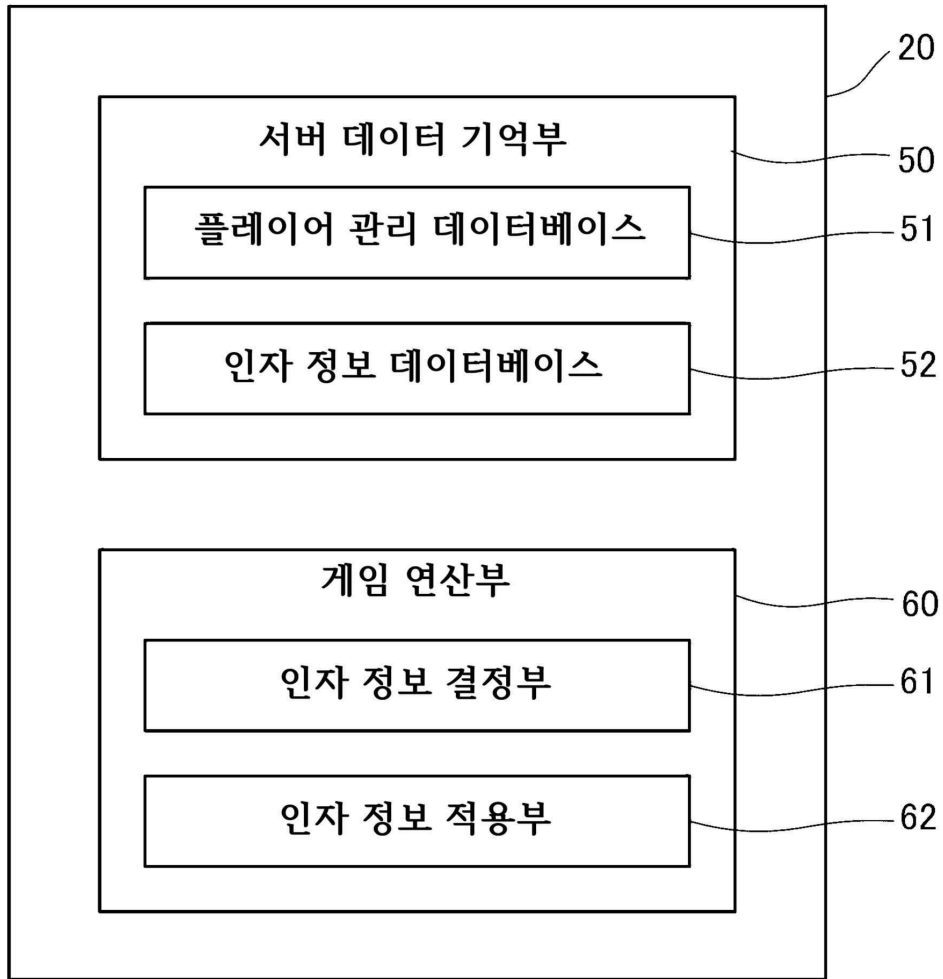 20
서버 데이터 기억부
50
플레이어 관리 데이터베이스
51
인자 정보 데이터베이스
52
게임 연산부
60
인자 정보 결정부
61
인자 정보 적용부
62